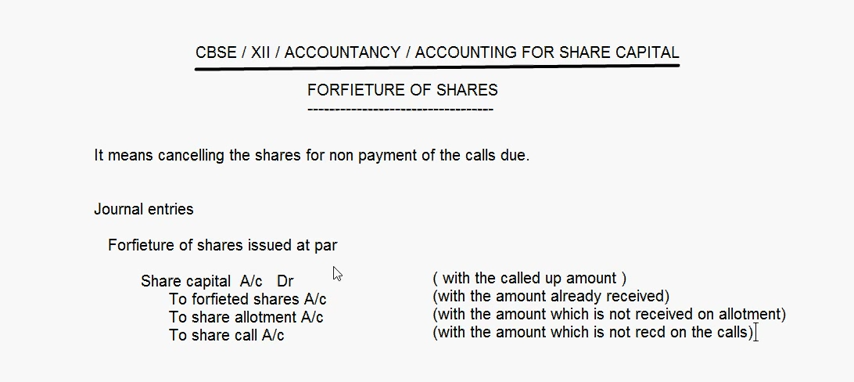 CBSE / XII / ACCOUNTANCY / ACCOUNTING FOR SHARE CAPITAL
FORFIETURE OF SHARES
----------------------------------
It means cancelling the shares for non payment of the calls due.
Journal entries
Forfieture of shares issued at par
Share capital A/c Dr ( with the called up amount )
To forfieted shares A/c (with the amount already received)
To share allotment A/c (with the amount which is not received on allotment)
To share call A/c (with the amount which is not recd on the calls)